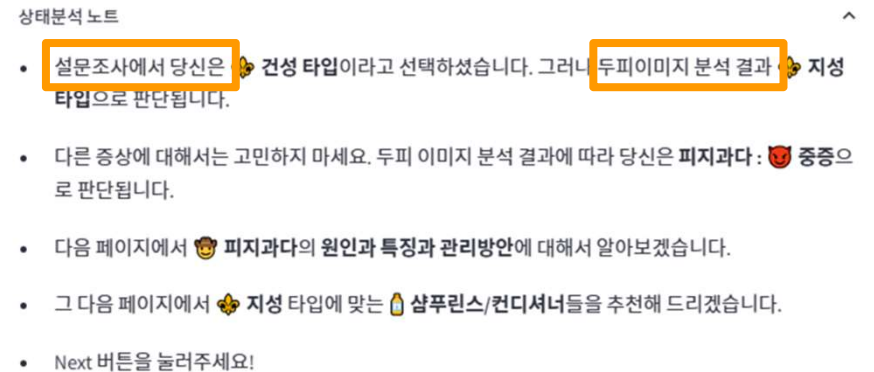 상태분석 노트
설문조사에서 당신은 ⚜️ 건성 타입이라고 선택하셨습니다. 그러나 두피이미지 분석 결과 ⚜️ 지성
타입으로 판단됩니다.
다른 증상에 대해서는 고민하지 마세요. 두피 이미지 분석 결과에 따라 당신은 피지과다 : 😈 중증으
로 판단됩니다.
다음 페이지에서 🤠 피지과다의 원인과 특징과 관리방안에 대해서 알아보겠습니다.
그 다음 페이지에서 ⚜️ 지성 타입에 맞는 🧴 샴푸린스/컨디셔너들을 추천해 드리겠습니다.
Next 버튼을 눌러주세요!